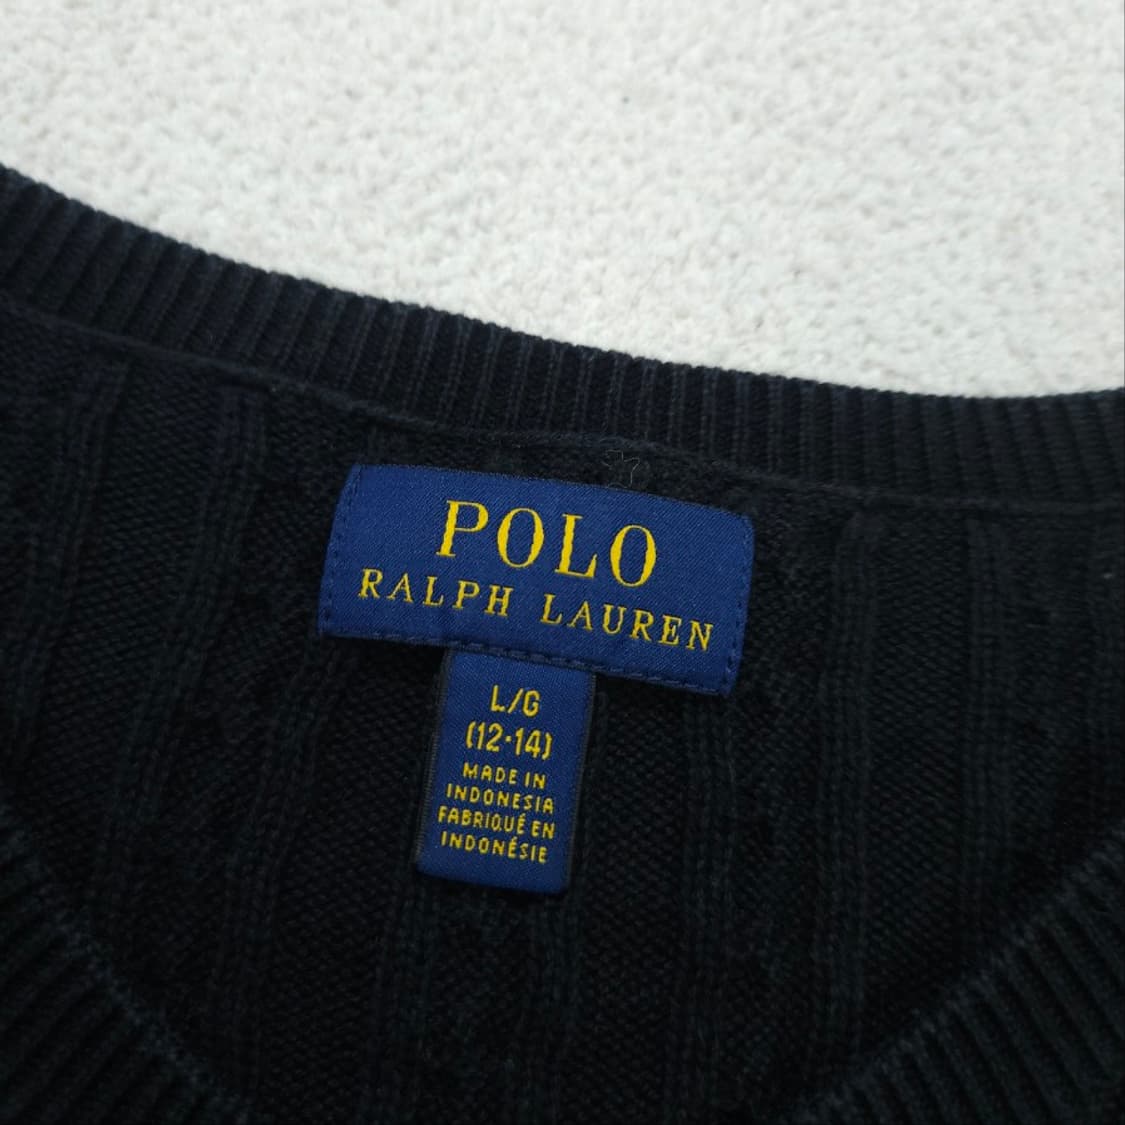 POLO
RALPH LAUREN
L/G
(12-14)
MADE IN
INDONESIA
FABRIQUÉ EN
INDONÉSIE